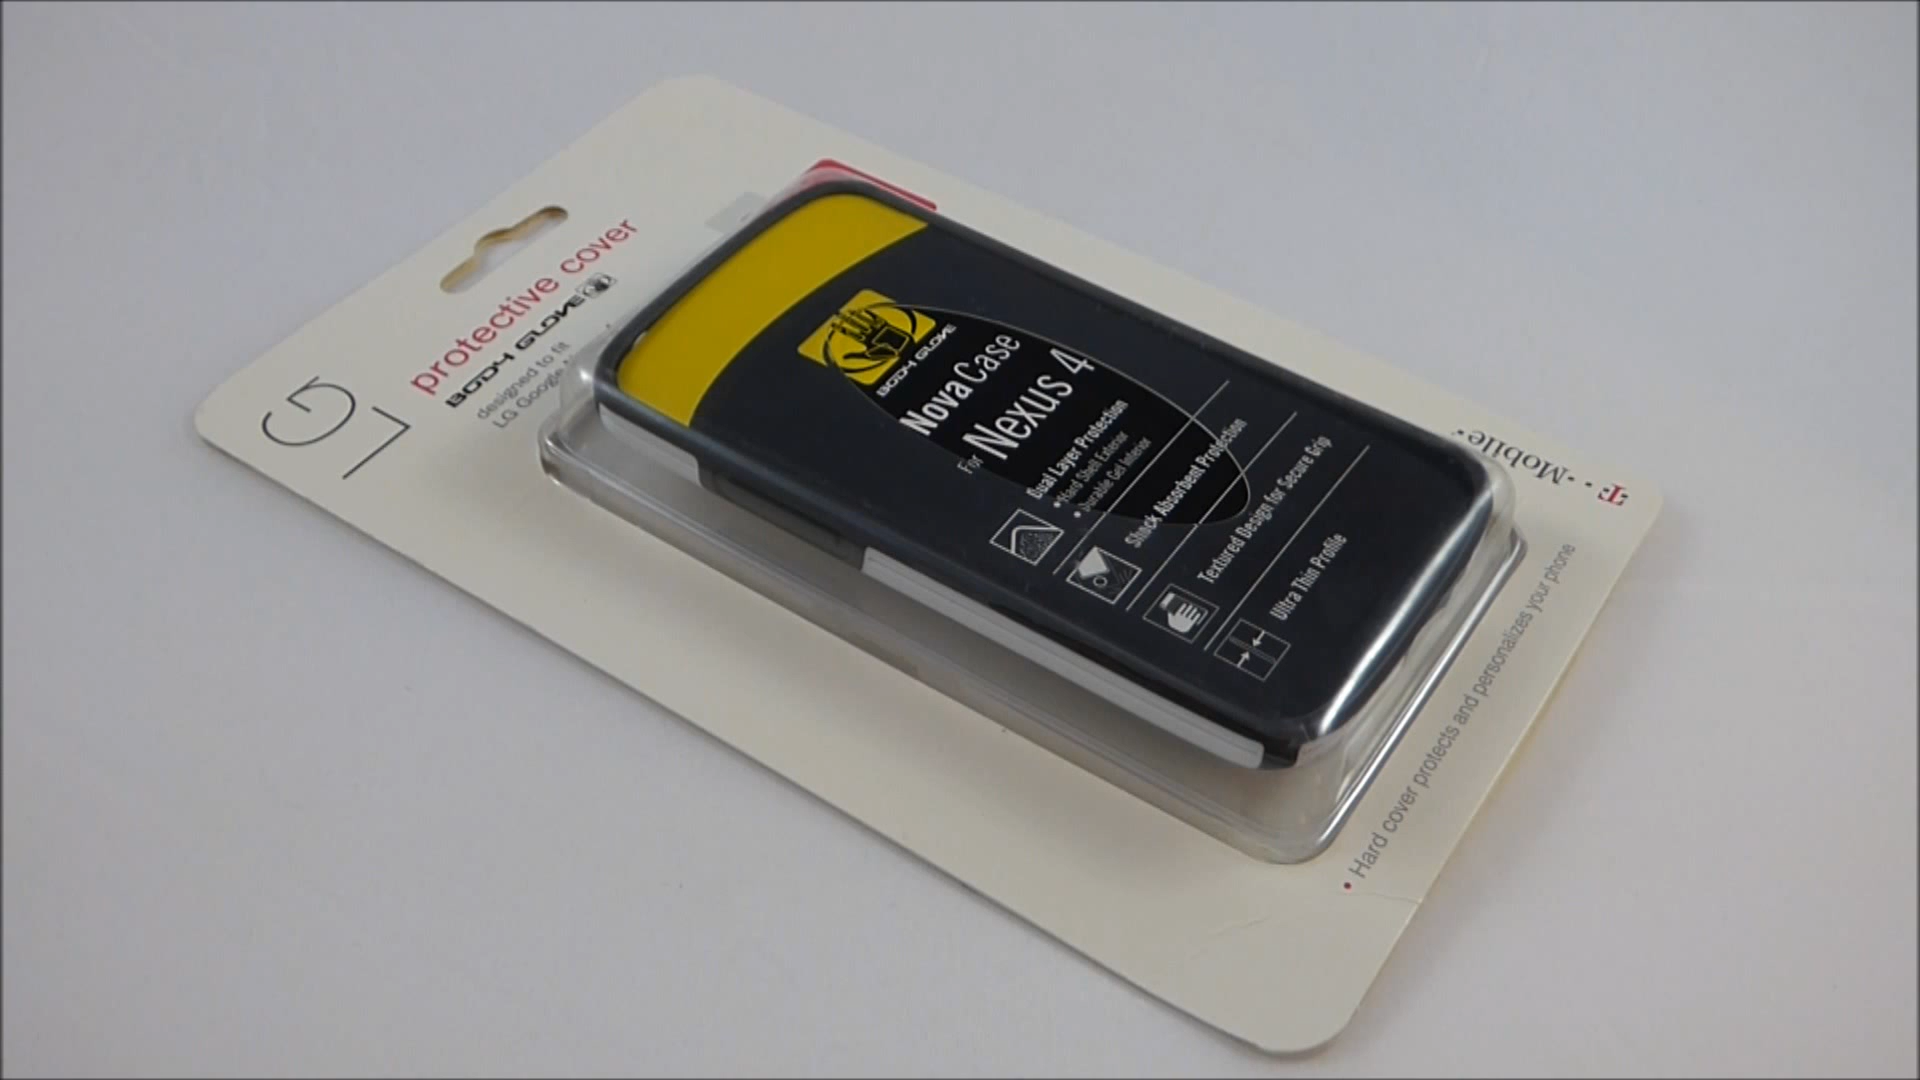 LG
protective cover
BODY GLOVE
designed to fit
LG Google
BODY GLOVE
Nova Case
For Nexus 4
Dual Layer Protection
• Hard Shell Exterior
• Durable Gel Interior
Shock Absorbent Protection
Textured Design for Secure Grip
Ultra Thin Profile
T··Mobile·
• Hard cover protects and personalizes your phone